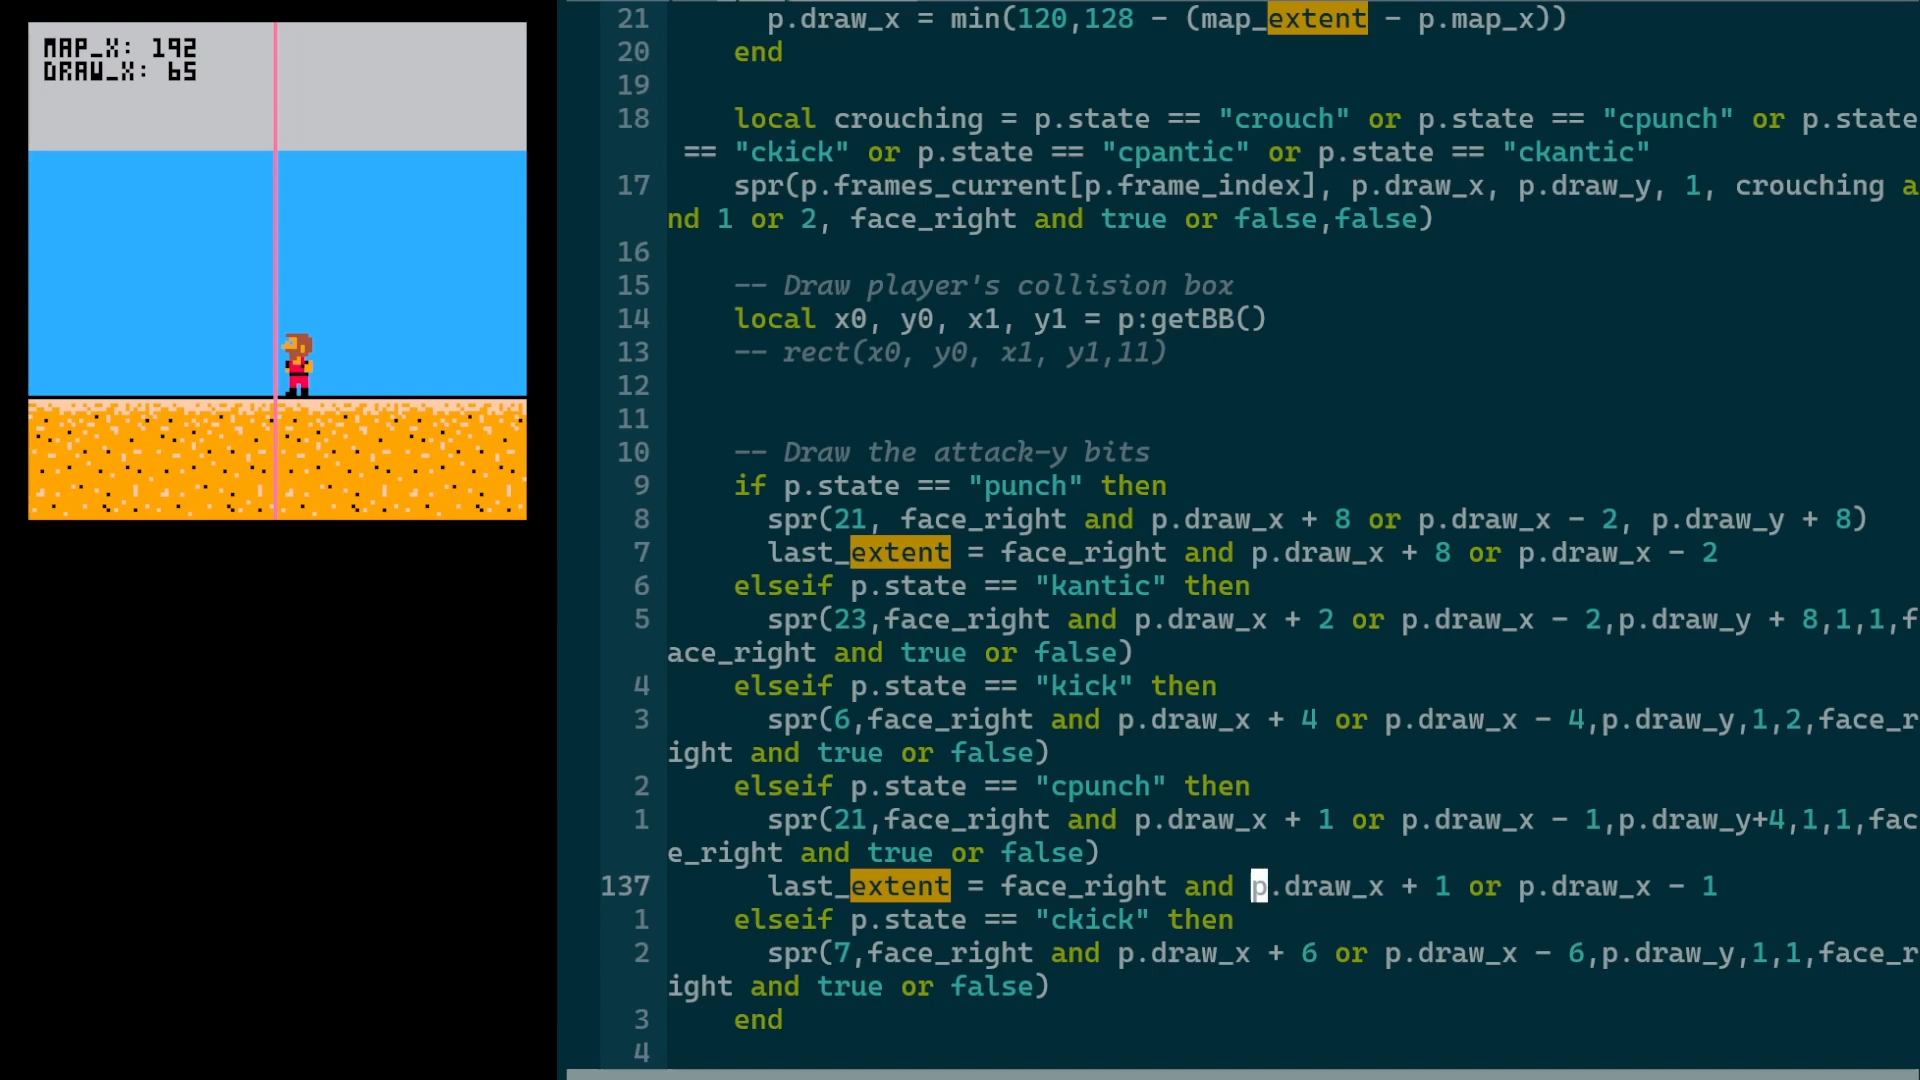 MAP_X: 192
DRAW_X: 65
21 p.draw_x = min(120,128 - (map_extent - p.map_x))
20 end
19
18 local crouching = p.state == "crouch" or p.state == "cpunch" or p.state
== "ckick" or p.state == "cpantic" or p.state == "ckantic"
17 spr(p.frames_current[p.frame_index], p.draw_x, p.draw_y, 1, crouching a
nd 1 or 2, face_right and true or false,false)
16
15 -- Draw player's collision box
14 local x0, y0, x1, y1 = p:getBB()
13 -- rect(x0, y0, x1, y1,11)
12
11
10 -- Draw the attack-y bits
9 if p.state == "punch" then
8 spr(21, face_right and p.draw_x + 8 or p.draw_x - 2, p.draw_y + 8)
7 last_extent = face_right and p.draw_x + 8 or p.draw_x - 2
6 elseif p.state == "kantic" then
5 spr(23,face_right and p.draw_x + 2 or p.draw_x - 2,p.draw_y + 8,1,1,f
ace_right and true or false)
4 elseif p.state == "kick" then
3 spr(6,face_right and p.draw_x + 4 or p.draw_x - 4,p.draw_y,1,2,face_r
ight and true or false)
2 elseif p.state == "cpunch" then
1 spr(21,face_right and p.draw_x + 1 or p.draw_x - 1,p.draw_y+4,1,1,fac
e_right and true or false)
137 last_extent = face_right and p.draw_x + 1 or p.draw_x - 1
1 elseif p.state == "ckick" then
2 spr(7,face_right and p.draw_x + 6 or p.draw_x - 6,p.draw_y,1,1,face_r
ight and true or false)
3 end
4